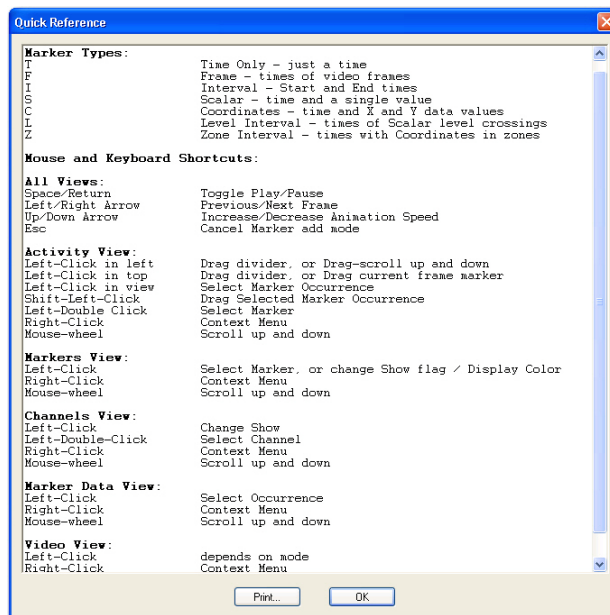 Quick Reference
Marker Types:
T Time Only - just a time
F Frame - times of video frames
I Interval - Start and End times
S Scalar - time and a single value
C Coordinates - time and X and Y data values
L Level Interval - times of Scalar level crossings
Z Zone Interval - times with Coordinates in zones
Mouse and Keyboard Shortcuts:
All Views:
Space/Return Toggle Play/Pause
Left/Right Arrow Previous/Next Frame
Up/Down Arrow Increase/Decrease Animation Speed
Esc Cancel Marker add mode
Activity View:
Left-Click in left Drag divider, or Drag-scroll up and down
Left-Click in top Drag divider, or Drag current frame marker
Left-Click in view Select Marker Occurrence
Shift-Left-Click Drag Selected Marker Occurrence
Left-Double Click Select Marker
Right-Click Context Menu
Mouse-wheel Scroll up and down
Markers View:
Left-Click Select Marker, or change Show flag / Display Color
Right-Click Context Menu
Mouse-wheel Scroll up and down
Channels View:
Left-Click Change Show
Left-Double-Click Select Channel
Right-Click Context Menu
Mouse-wheel Scroll up and down
Marker Data View:
Left-Click Select Occurrence
Right-Click Context Menu
Mouse-wheel Scroll up and down
Video View:
Left-Click depends on mode
Right-Click Context Menu
Print... OK